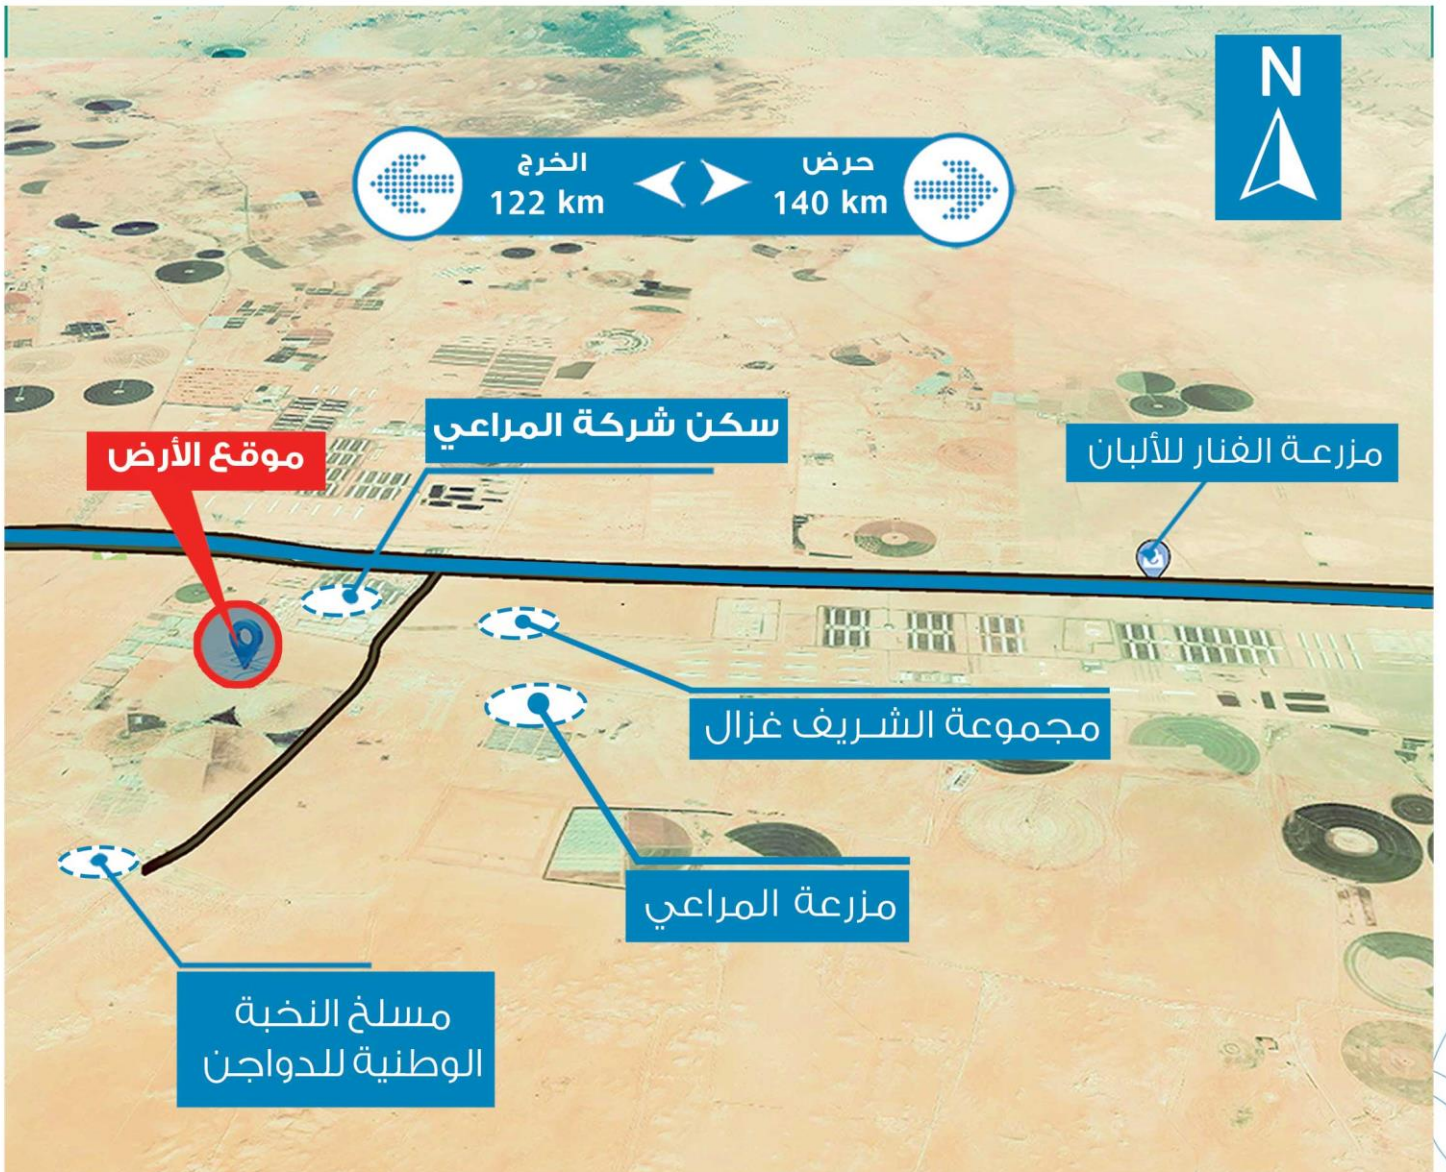 N
حرض
140 km
الخرج
122 km
سكن شركة المراعي
موقع الأرض
مزرعة الفنار للألبان
مجموعة الشريف غزال
مزرعة المراعي
مسلخ النخبة
الوطنية للدواجن